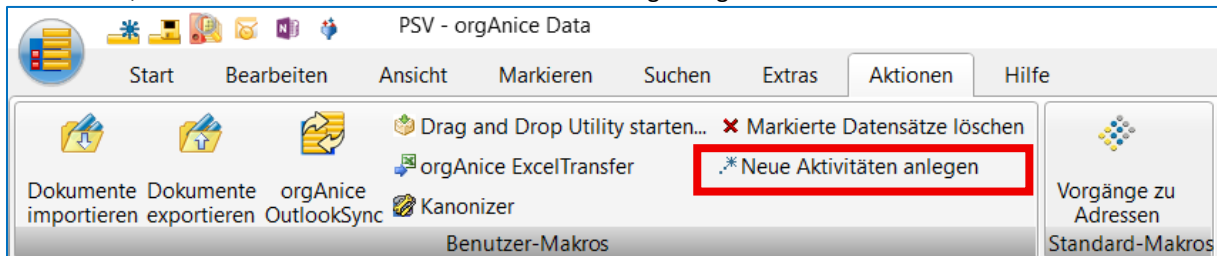 PSV - orgAnice Data
Start Bearbeiten Ansicht Markieren Suchen Extras Aktionen Hilfe
Dokumente importieren
Dokumente exportieren
orgAnice OutlookSync
Drag and Drop Utility starten...
orgAnice ExcelTransfer
Kanonizer
Markierte Datensätze löschen
Neue Aktivitäten anlegen
Benutzer-Makros
Vorgänge zu
Adressen
Standard-Makros